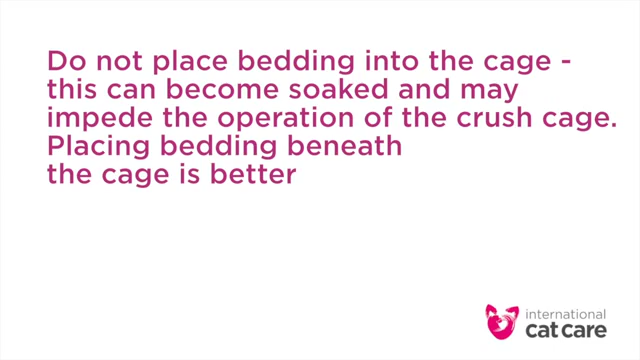 Do not place bedding into the cage -
this can become soaked and may
impede the operation of the crush cage.
Placing bedding beneath
the cage is better
international
cat care